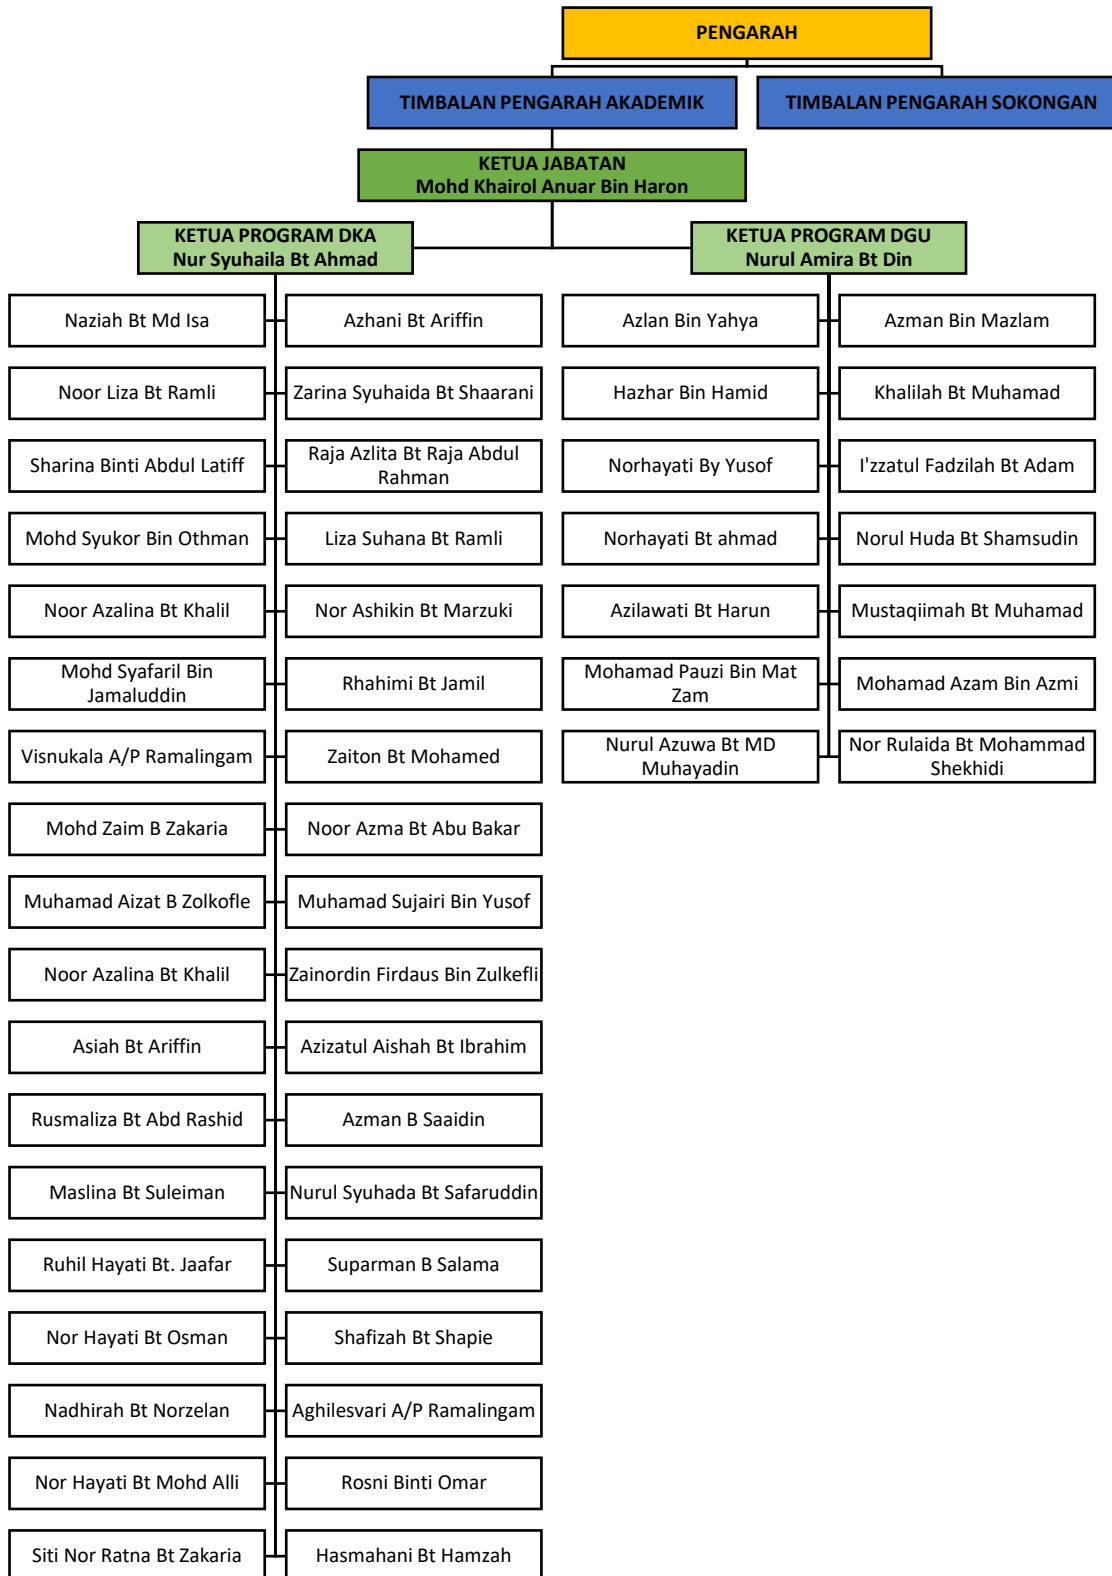 PENGARAH
TIMBALAN PENGARAH AKADEMIK
TIMBALAN PENGARAH SOKONGAN
KETUA JABATAN
Mohd Khairol Anuar Bin Haron
KETUA PROGRAM DKA
Nur Syuhaila Bt Ahmad
KETUA PROGRAM DGU
Nurul Amira Bt Din
Naziah Bt Md Isa
Azhani Bt Ariffin
Noor Liza Bt Ramli
Zarina Syuhaida Bt Shaarani
Sharina Binti Abdul Latiff
Raja Azlita Bt Raja Abdul
Rahman
Mohd Syukor Bin Othman
Liza Suhana Bt Ramli
Noor Azalina Bt Khalil
Nor Ashikin Bt Marzuki
Mohd Syafaril Bin
Jamaluddin
Rhahimi Bt Jamil
Visnukala A/P Ramalingam
Zaiton Bt Mohamed
Mohd Zaim B Zakaria
Noor Azma Bt Abu Bakar
Muhamad Aizat B Zolkofle
Muhamad Sujairi Bin Yusof
Noor Azalina Bt Khalil
Zainordin Firdaus Bin Zulkefli
Asiah Bt Ariffin
Azizatul Aishah Bt Ibrahim
Rusmaliza Bt Abd Rashid
Azman B Saaidin
Maslina Bt Suleiman
Nurul Syuhada Bt Safaruddin
Ruhil Hayati Bt. Jaafar
Suparman B Salama
Nor Hayati Bt Osman
Shafizah Bt Shapie
Nadhirah Bt Norzelan
Aghilesvari A/P Ramalingam
Nor Hayati Bt Mohd Alli
Rosni Binti Omar
Siti Nor Ratna Bt Zakaria
Hasmahani Bt Hamzah
Azlan Bin Yahya
Azman Bin Mazlam
Hazhar Bin Hamid
Khalilah Bt Muhamad
Norhayati By Yusof
I'zzatul Fadzilah Bt Adam
Norhayati Bt ahmad
Norul Huda Bt Shamsudin
Azilawati Bt Harun
Mustaqiimah Bt Muhamad
Mohamad Pauzi Bin Mat
Zam
Mohamad Azam Bin Azmi
Nurul Azuwa Bt MD
Muhayadin
Nor Rulaida Bt Mohammad
Shekhidi